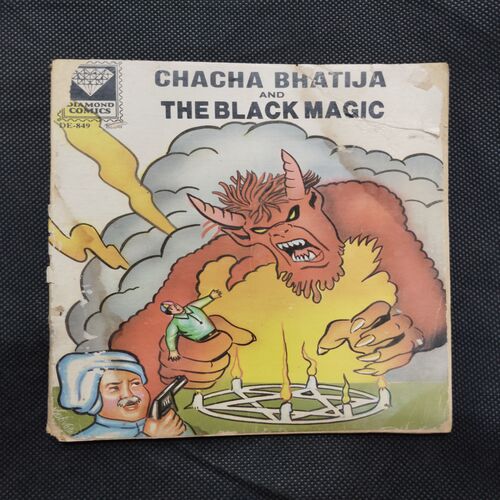 DIAMOND
COMICS
DE-849
CHACHA BHATIJA
AND
THE BLACK MAGIC